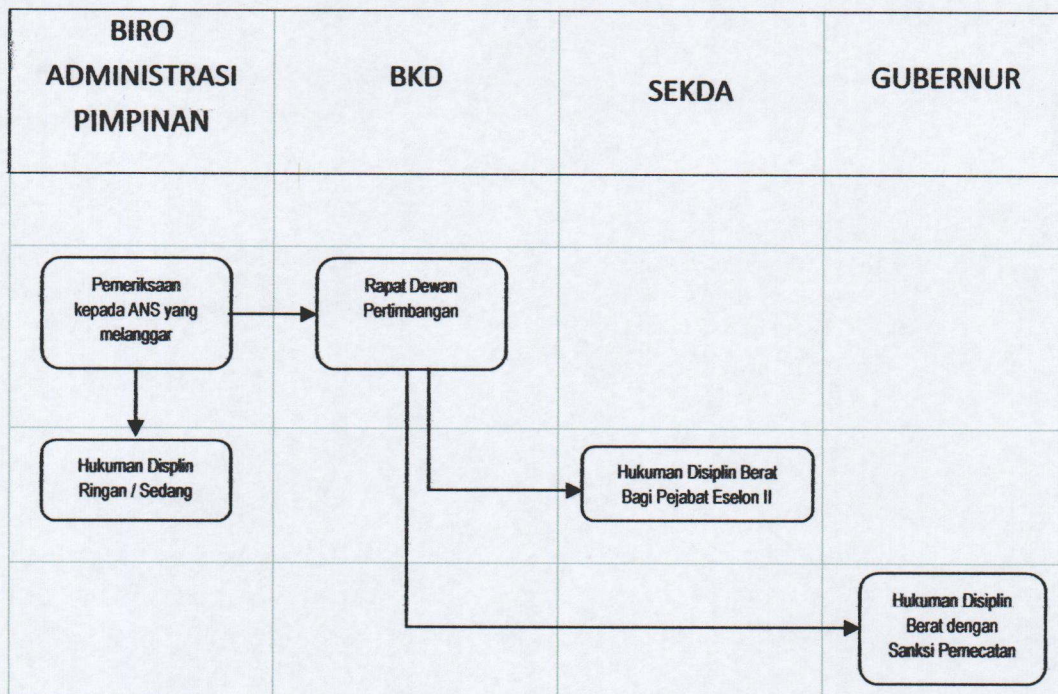 BIRO
ADMINISTRASI
PIMPINAN
BKD
SEKDA
GUBERNUR
Pemeriksaan
kepada ANS yang
melanggar
Rapat Dewan
Pertimbangan
Hukuman Displin
Ringan / Sedang
Hukuman Disiplin Berat
Bagi Pejabat Eselon II
Hukuman Disiplin
Berat dengan
Sanksi Pemecatan